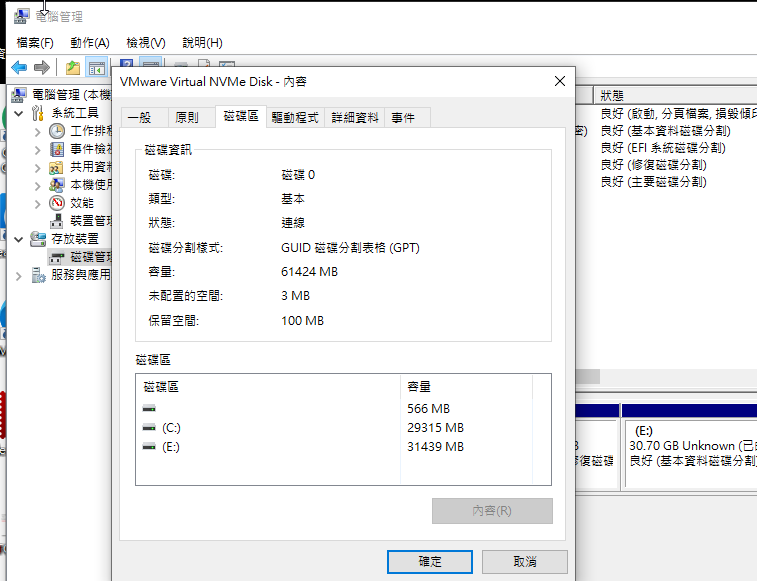 電腦管理
檔案(F) 動作(A) 檢視(V) 說明(H)
電腦管理 (本機
系統工具
工作排程
事件檢視
共用資料
本機使用
效能
裝置管理
存放裝置
磁碟管理
服務與應用
VMware Virtual NVMe Disk - 內容
一般 原則 磁碟區 驅動程式 詳細資料 事件
磁碟資訊
磁碟: 磁碟 0
類型: 基本
狀態: 連線
磁碟分割樣式: GUID 磁碟分割表格 (GPT)
容量: 61424 MB
未配置的空間: 3 MB
保留空間: 100 MB
磁碟區
磁碟區 容量
566 MB
(C:) 29315 MB
(E:) 31439 MB
內容(R)
確定 取消
狀態
良好 (啟動, 分頁檔案, 損毀傾印
良好 (基本資料磁碟分割)
良好 (EFI 系統磁碟分割)
良好 (修復磁碟分割)
良好 (主要磁碟分割)
(E:)
30.70 GB Unknown (已
良好 (基本資料磁碟分割
修復磁碟